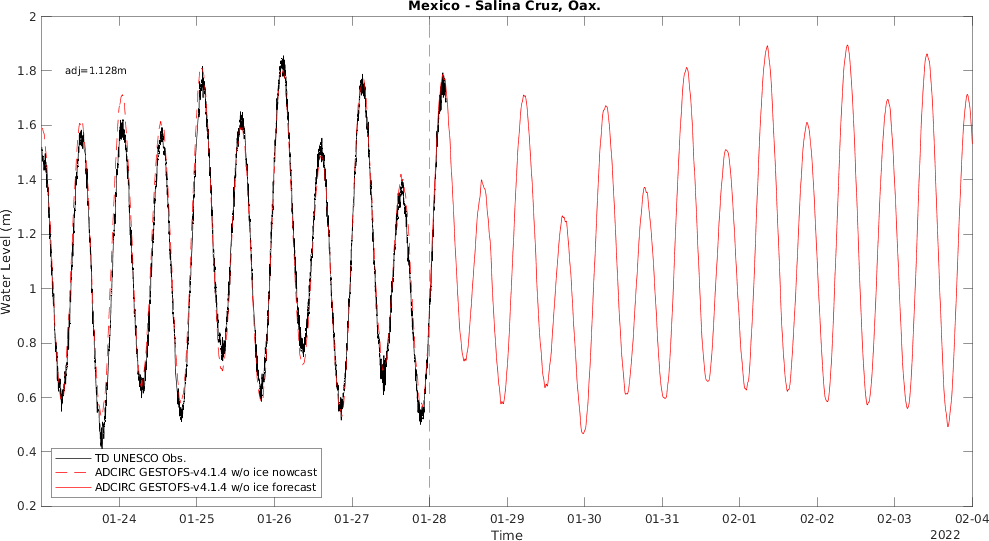 Mexico - Salina Cruz, Oax.
2
1.8
1.6
1.4
1.2
1
0.8
0.6
0.4
0.2
Water Level (m)
adj=1.128m
TD UNESCO Obs.
ADCIRC GESTOFS-v4.1.4 w/o ice nowcast
ADCIRC GESTOFS-v4.1.4 w/o ice forecast
01-24 01-25 01-26 01-27 01-28 01-29 01-30 01-31 02-01 02-02 02-03 02-04
Time
2022